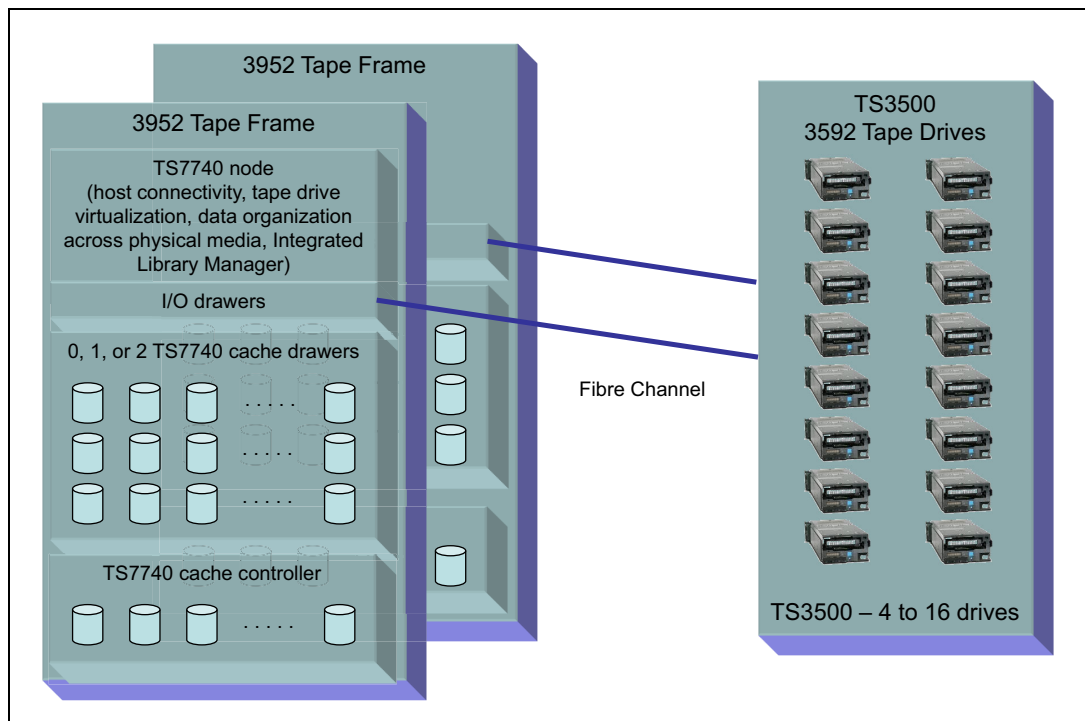 3952 Tape Frame
3952 Tape Frame
TS7740 node
(host connectivity, tape drive
virtualization, data organization
across physical media, Integrated
Library Manager)
I/O drawers
0, 1, or 2 TS7740 cache drawers
. . . . .
. . . . .
. . . . .
TS7740 cache controller
. . . . .
Fibre Channel
TS3500
3592 Tape Drives
TS3500 – 4 to 16 drives